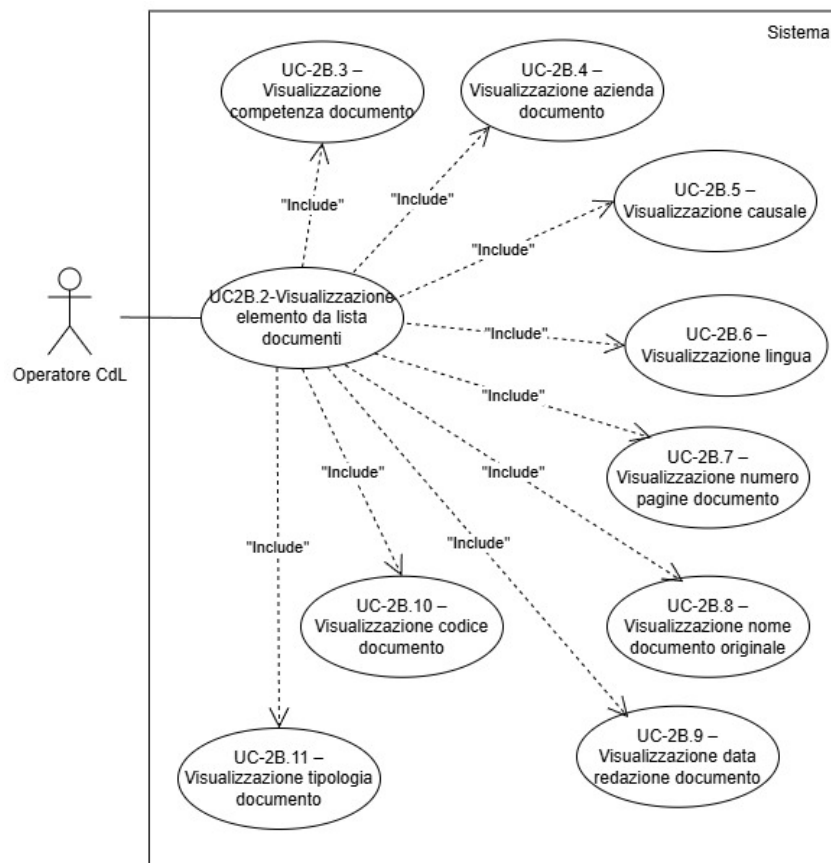 Sistema
UC-2B.3 –
Visualizzazione
competenza documento
UC-2B.4 –
Visualizzazione azienda
documento
"Include"
"Include"
UC-2B.5 –
Visualizzazione causale
"Include"
Operatore CdL
UC2B.2-Visualizzazione
elemento da lista
documenti
"Include"
UC-2B.6 –
Visualizzazione lingua
"Include"
UC-2B.7 –
Visualizzazione numero
pagine documento
"Include"
"Include"
"Include"
"Include"
UC-2B.10 –
Visualizzazione codice
documento
UC-2B.8 –
Visualizzazione nome
documento originale
UC-2B.11 –
Visualizzazione tipologia
documento
UC-2B.9 –
Visualizzazione data
redazione documento